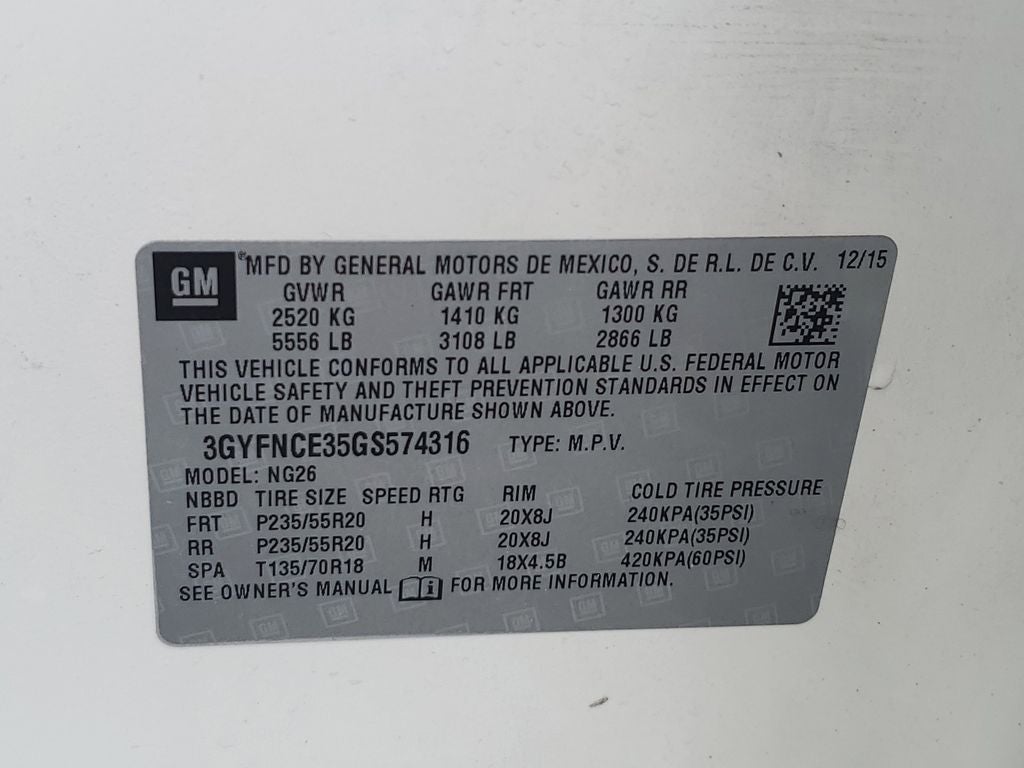 GM ® MFD BY GENERAL MOTORS DE MEXICO, S. DE R.L. DE C.V. 12/15
GVWR GAWR FRT GAWR RR
2520 KG 1410 KG 1300 KG
5556 LB 3108 LB 2866 LB
THIS VEHICLE CONFORMS TO ALL APPLICABLE U.S. FEDERAL MOTOR
VEHICLE SAFETY AND THEFT PREVENTION STANDARDS IN EFFECT ON
THE DATE OF MANUFACTURE SHOWN ABOVE.
3GYFNCE35GS574316 TYPE: M.P.V.
MODEL: NG26
NBBD TIRE SIZE SPEED RTG RIM COLD TIRE PRESSURE
FRT P235/55R20 H 20X8J 240KPA(35PSI)
RR P235/55R20 H 20X8J 240KPA(35PSI)
SPA T135/70R18 M 18X4.5B 420KPA(60PSI)
SEE OWNER'S MANUAL i FOR MORE INFORMATION.